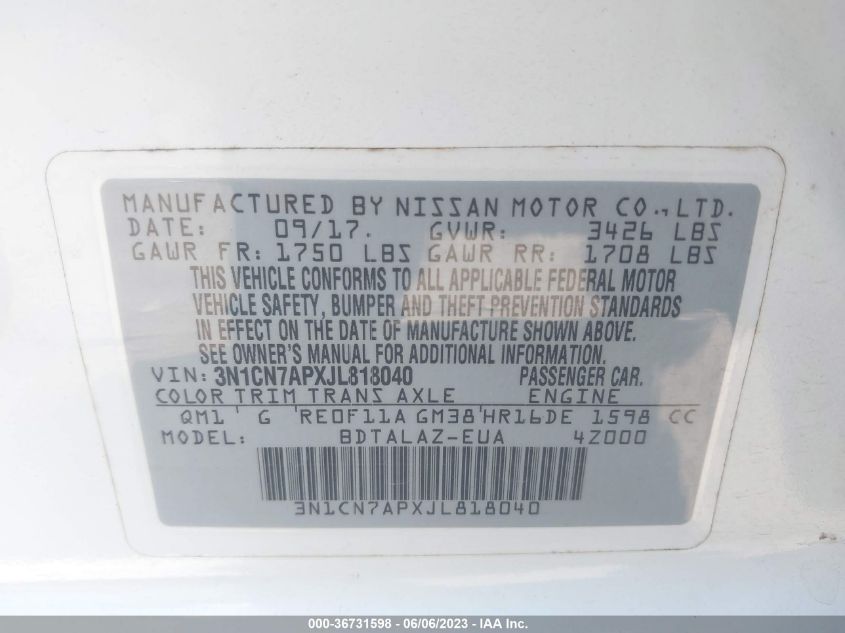 MANUFACTURED BY NISSAN MOTOR CO.,LTD.
DATE: 09/17. GVWR: 3426 LBS
GAWR FR: 1750 LBS GAWR RR: 1708 LBS
THIS VEHICLE CONFORMS TO ALL APPLICABLE FEDERAL MOTOR
VEHICLE SAFETY, BUMPER AND THEFT PREVENTION STANDARDS
IN EFFECT ON THE DATE OF MANUFACTURE SHOWN ABOVE.
SEE OWNER'S MANUAL FOR ADDITIONAL INFORMATION.
VIN: 3N1CN7APXJL818040 PASSENGER CAR.
COLOR TRIM TRANS AXLE ENGINE
QM1 G RE0F11A GM38 HR16DE 1598 CC
MODEL: BDTALAZ-EUA 4Z000
3N1CN7APXJL818040
000-36731598 - 06/06/2023 - IAA Inc.